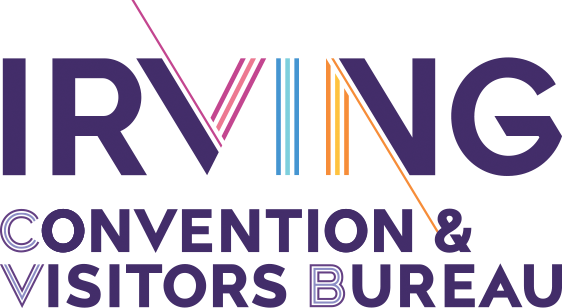 IRVING
CONVENTION &
VISITORS BUREAU